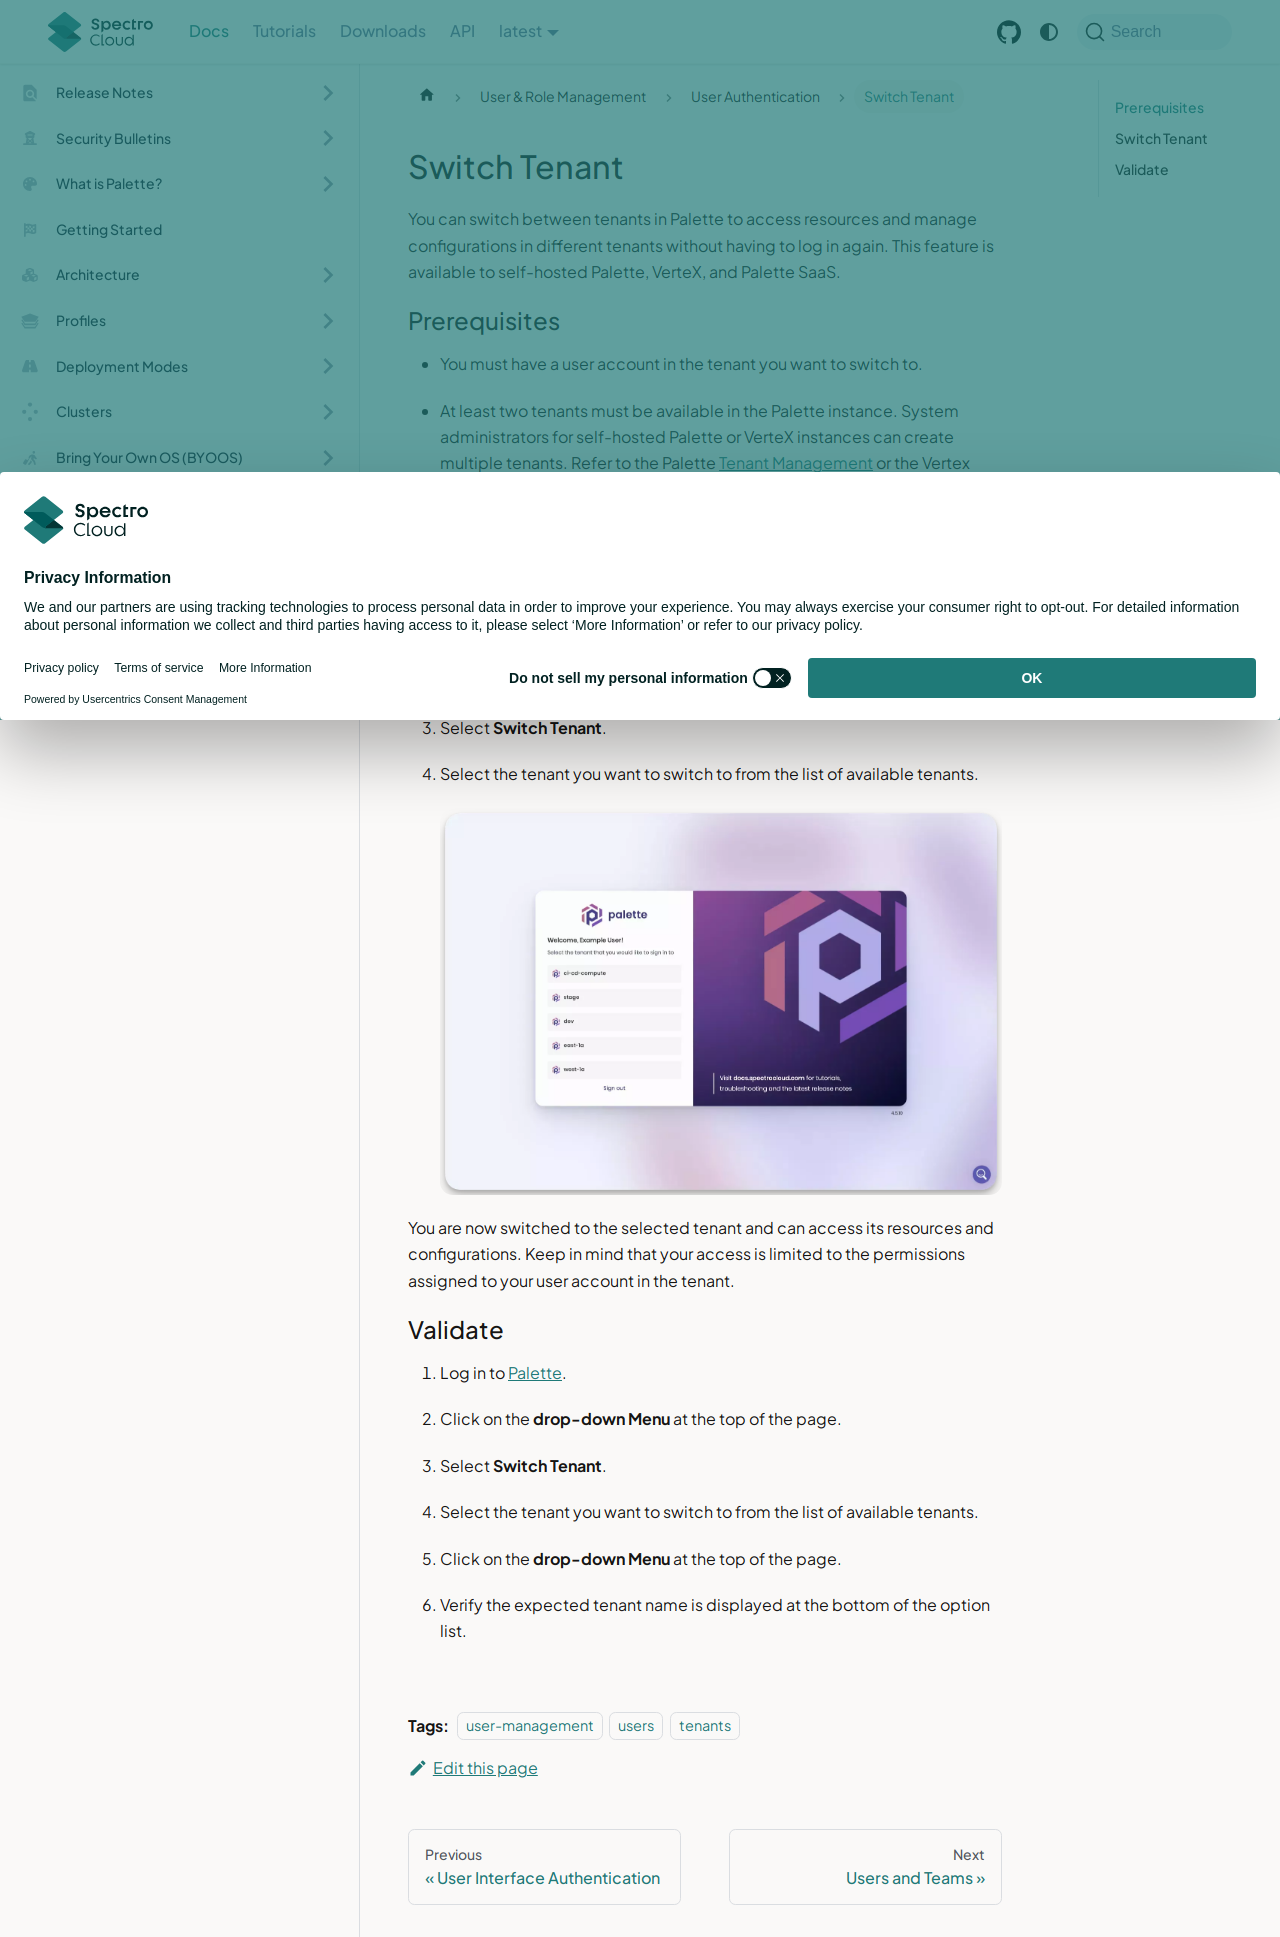 Spectro
Cloud
Docs
Tutorials
Downloads
API
latest
Search
Release Notes
Security Bulletins
What is Palette?
Getting Started
Architecture
Profiles
Deployment Modes
Clusters
Bring Your Own OS (BYOOS)
User & Role Management
User Authentication
Switch Tenant
Prerequisites
Switch Tenant
Validate
Switch Tenant
You can switch between tenants in Palette to access resources and manage
configurations in different tenants without having to log in again. This feature is
available to self-hosted Palette, VerteX, and Palette SaaS.
Prerequisites
You must have a user account in the tenant you want to switch to.
At least two tenants must be available in the Palette instance. System
administrators for self-hosted Palette or VerteX instances can create
multiple tenants. Refer to the Palette Tenant Management or the Vertex
Spectro
Cloud
Privacy Information
We and our partners are using tracking technologies to process personal data in order to improve your experience. You may always exercise your consumer right to opt-out. For detailed information
about personal information we collect and third parties having access to it, please select ‘More Information’ or refer to our privacy policy.
Privacy policy
Terms of service
More Information
Powered by Usercentrics Consent Management
Do not sell my personal information
OK
3. Select Switch Tenant.
4. Select the tenant you want to switch to from the list of available tenants.
palette
Welcome, Example User!
Select the tenant that you would like to sign in to
ci-cd-compute
stage
dev
east-1a
west-1a
Sign out
Visit docs.spectrocloud.com for tutorials,
troubleshooting and the latest release notes
You are now switched to the selected tenant and can access its resources and
configurations. Keep in mind that your access is limited to the permissions
assigned to your user account in the tenant.
Validate
1. Log in to Palette.
2. Click on the drop-down Menu at the top of the page.
3. Select Switch Tenant.
4. Select the tenant you want to switch to from the list of available tenants.
5. Click on the drop-down Menu at the top of the page.
6. Verify the expected tenant name is displayed at the bottom of the option
list.
Tags:
user-management
users
tenants
Edit this page
Previous
« User Interface Authentication
Next
Users and Teams »